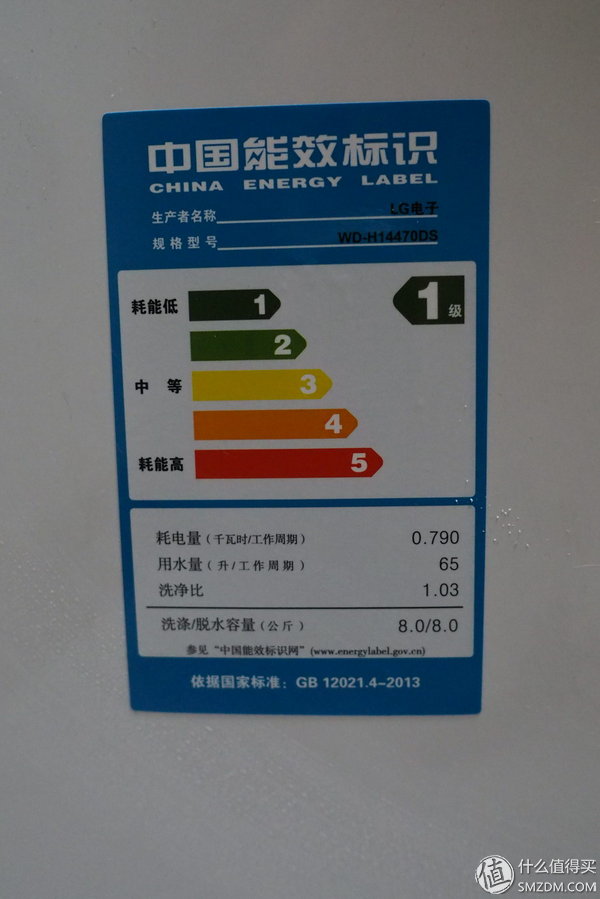 中国能效标识
CHINA ENERGY LABEL
生产者名称 LG电子
规格型号 WD-H14470DS
耗能低 1 1级
2
中 等 3
4
耗能高 5
耗电量(千瓦时/工作周期) 0.790
用水量(升/工作周期) 65
洗净比 1.03
洗涤/脱水容量(公斤) 8.0/8.0
参见“中国能效标识网”(www.energylabel.gov.cn)
依据国家标准: GB 12021.4-2013
值 什么值得买
SMZDM.COM